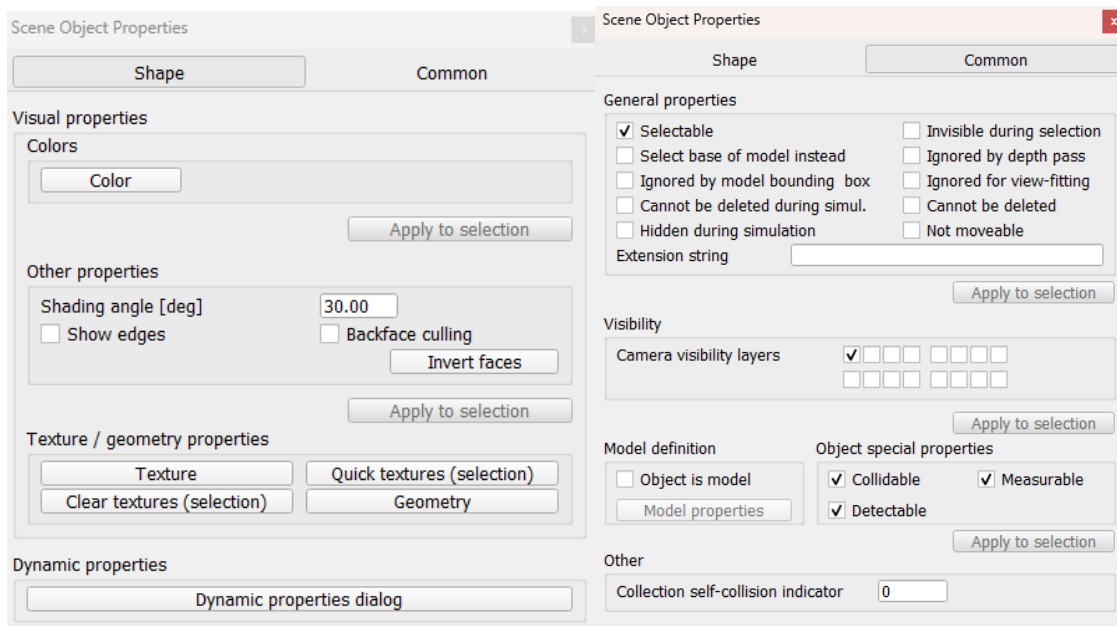 Scene Object Properties
x
Shape Common
Visual properties
Colors
Color
Apply to selection
Other properties
Shading angle [deg] 30.00
Show edges Backface culling
Invert faces
Apply to selection
Texture / geometry properties
Texture Quick textures (selection)
Clear textures (selection) Geometry
Dynamic properties
Dynamic properties dialog
Scene Object Properties
x
Shape Common
General properties
Selectable Invisible during selection
Select base of model instead Ignored by depth pass
Ignored by model bounding box Ignored for view-fitting
Cannot be deleted during simul. Cannot be deleted
Hidden during simulation Not moveable
Extension string
Apply to selection
Visibility
Camera visibility layers
Apply to selection
Model definition Object special properties
Object is model Collidable Measurable
Model properties Detectable
Apply to selection
Other
Collection self-collision indicator 0